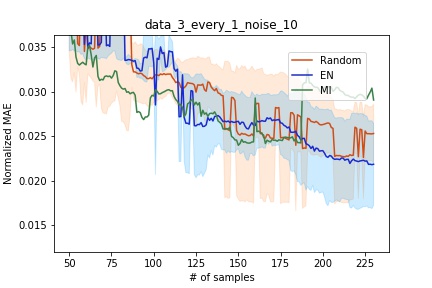 data_3_every_1_noise_10
Normalized MAE
0.035
0.030
0.025
0.020
0.015
Random
EN
MI
50 75 100 125 150 175 200 225
# of samples